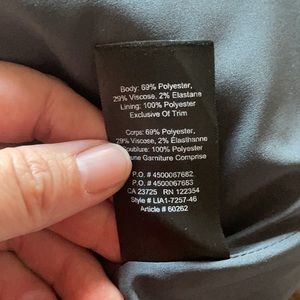 Body: 69% Polyester,
29% Viscose, 2% Elastane
Lining: 100% Polyester
Exclusive Of Trim
Corps: 69% Polyester,
29% Viscose, 2% Élasthanne
Doublure: 100% Polyester
une Garniture Comprise
P.O. # 4500067682
P.O. # 4500067683
CA 23725 RN 122354
Style # LIA1-7257-46
Article # 60262